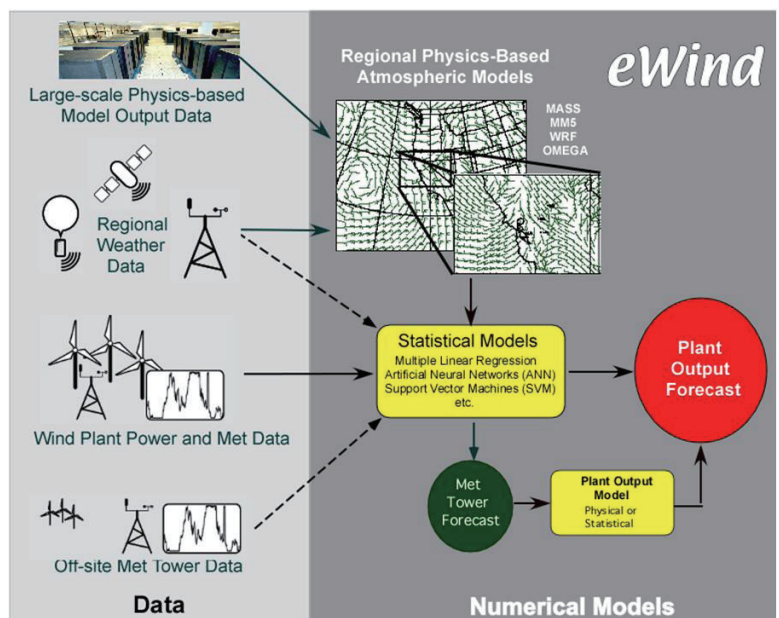 Large-scale Physics-based
Model Output Data
Regional
Weather
Data
Wind Plant Power and Met Data
Off-site Met Tower Data
Data
Regional Physics-Based
Atmospheric Models
eWind
MASS
MM5
WRF
OMEGA
Statistical Models
Multiple Linear Regression
Artificial Neural Networks (ANN)
Support Vector Machines (SVM)
etc.
Plant
Output
Forecast
Met
Tower
Forecast
Plant Output
Model
Physical or
Statistical
Numerical Models